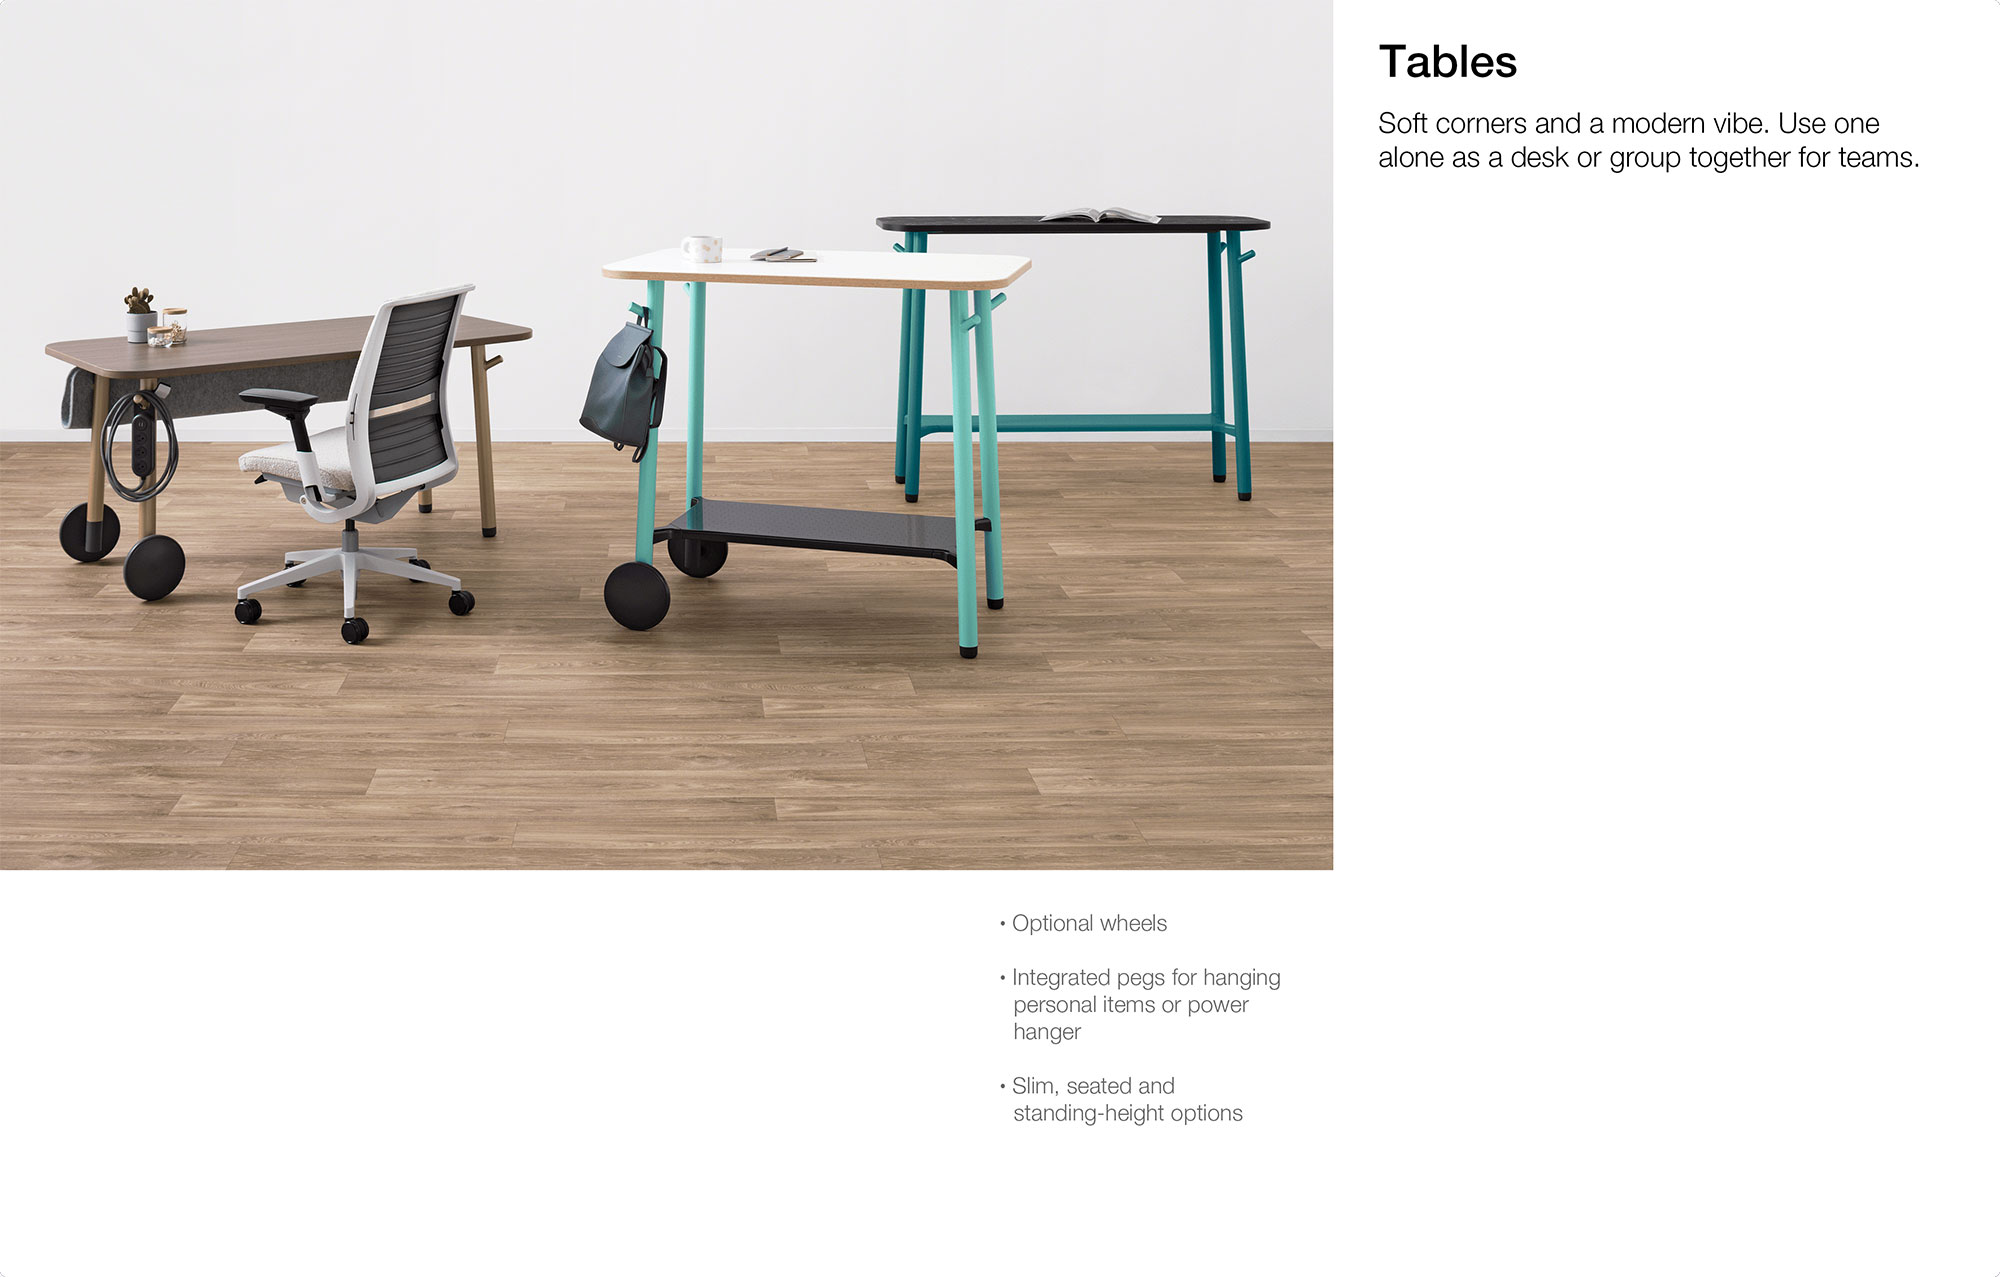 Tables
Soft corners and a modern vibe. Use one
alone as a desk or group together for teams.
• Optional wheels
• Integrated pegs for hanging
personal items or power
hanger
• Slim, seated and
standing-height options